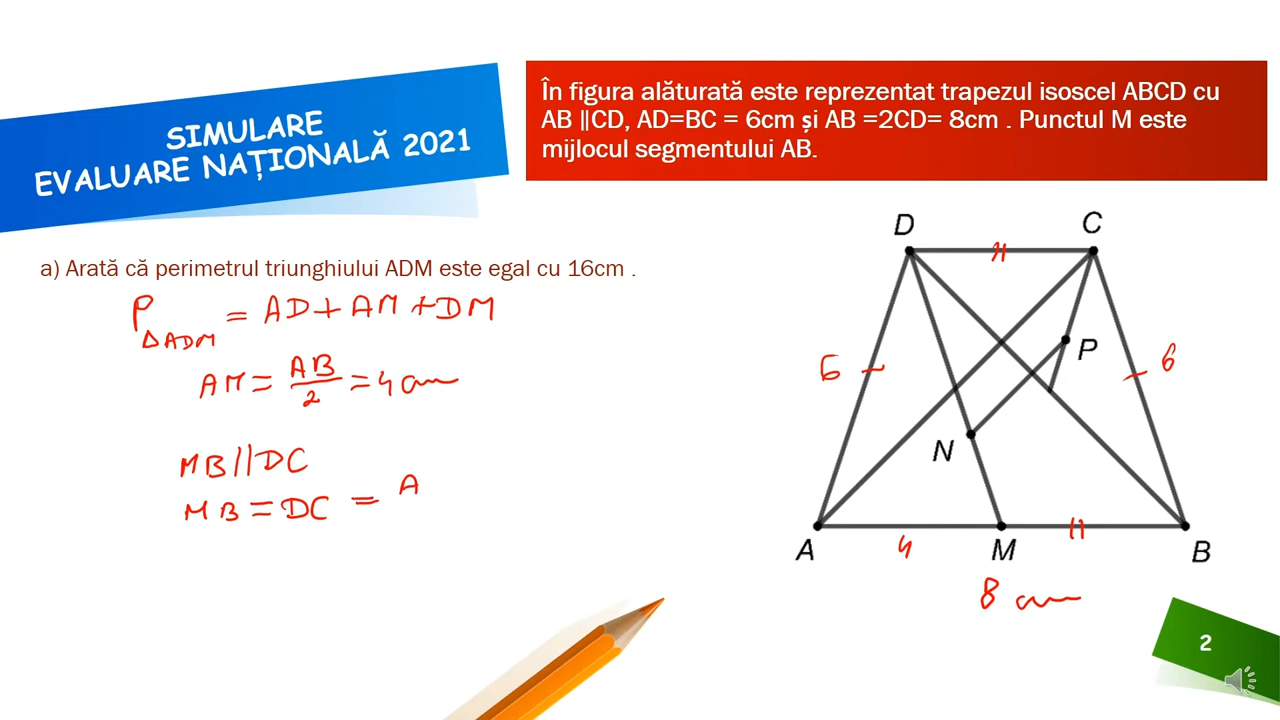 SIMULARE
EVALUARE NAȚIONALĂ 2021
În figura alăturată este reprezentat trapezul isoscel ABCD cu
AB ∥CD, AD=BC = 6cm și AB =2CD= 8cm . Punctul M este
mijlocul segmentului AB.
a) Arată că perimetrul triunghiului ADM este egal cu 16cm .
P ΔADM = AD + AM + DM
AM = AB/2 = 4 cm
MB // DC
MB = DC = A
D C
P
6 6
N
A M B
4
8 cm
2